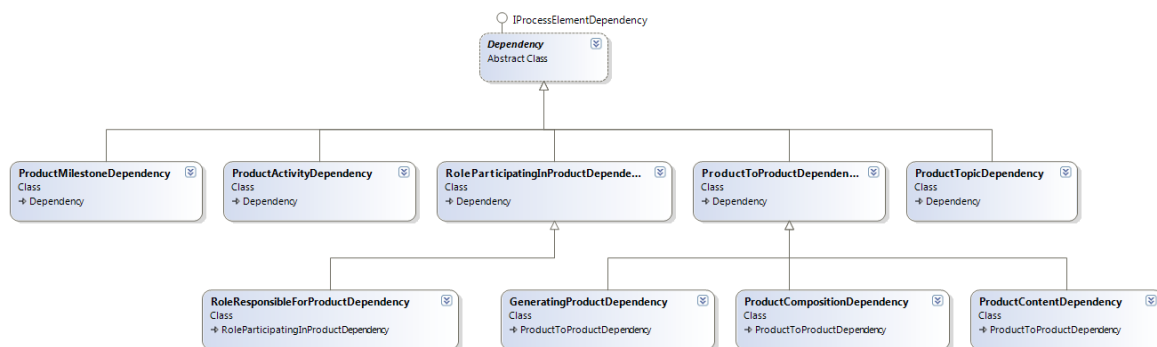 IProcessElementDependency
Dependency
Abstract Class
ProductMilestoneDependency
Class
Dependency
ProductActivityDependency
Class
Dependency
RoleParticipatingInProductDepende...
Class
Dependency
ProductToProductDependen...
Class
Dependency
ProductTopicDependency
Class
Dependency
RoleResponsibleForProductDependency
Class
RoleParticipatingInProductDependency
GeneratingProductDependency
Class
ProductToProductDependency
ProductCompositionDependency
Class
ProductToProductDependency
ProductContentDependency
Class
ProductToProductDependency